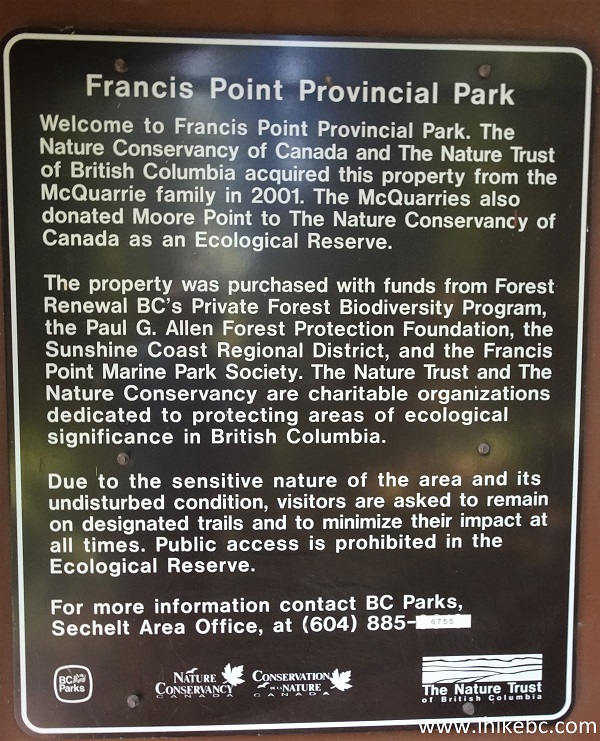 Francis Point Provincial Park
Welcome to Francis Point Provincial Park. The
Nature Conservancy of Canada and The Nature Trust
of British Columbia acquired this property from the
McQuarrie family in 2001. The McQuarries also
donated Moore Point to The Nature Conservancy of
Canada as an Ecological Reserve.
The property was purchased with funds from Forest
Renewal BC's Private Forest Biodiversity Program,
the Paul G. Allen Forest Protection Foundation, the
Sunshine Coast Regional District, and the Francis
Point Marine Park Society. The Nature Trust and The
Nature Conservancy are charitable organizations
dedicated to protecting areas of ecological
significance in British Columbia.
Due to the sensitive nature of the area and its
undisturbed condition, visitors are asked to remain
on designated trails and to minimize their impact at
all times. Public access is prohibited in the
Ecological Reserve.
For more information contact BC Parks,
Sechelt Area Office, at (604) 885-6755
BC
Parks
NATURE
CONSERVANCY
CANADA
CONSERVATION
NATURE
CANADA
The Nature Trust
of British Columbia
www.ihikebc.com